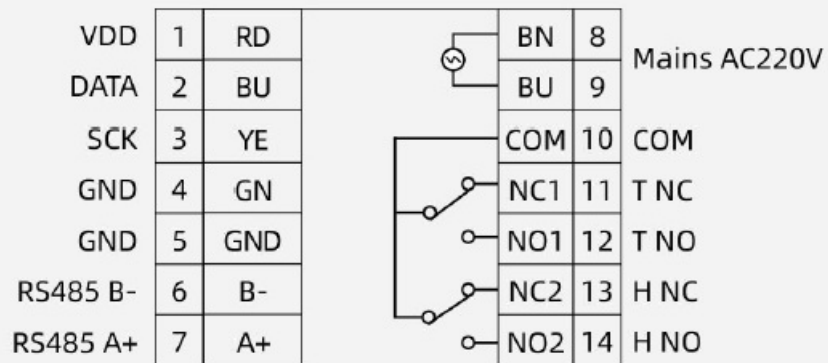 VDD 1 RD BN 8
Mains AC220V
DATA 2 BU BU 9
SCK 3 YE COM 10 COM
GND 4 GN NC1 11 T NC
GND 5 GND NO1 12 T NO
RS485 B- 6 B- NC2 13 H NC
RS485 A+ 7 A+ NO2 14 H NO